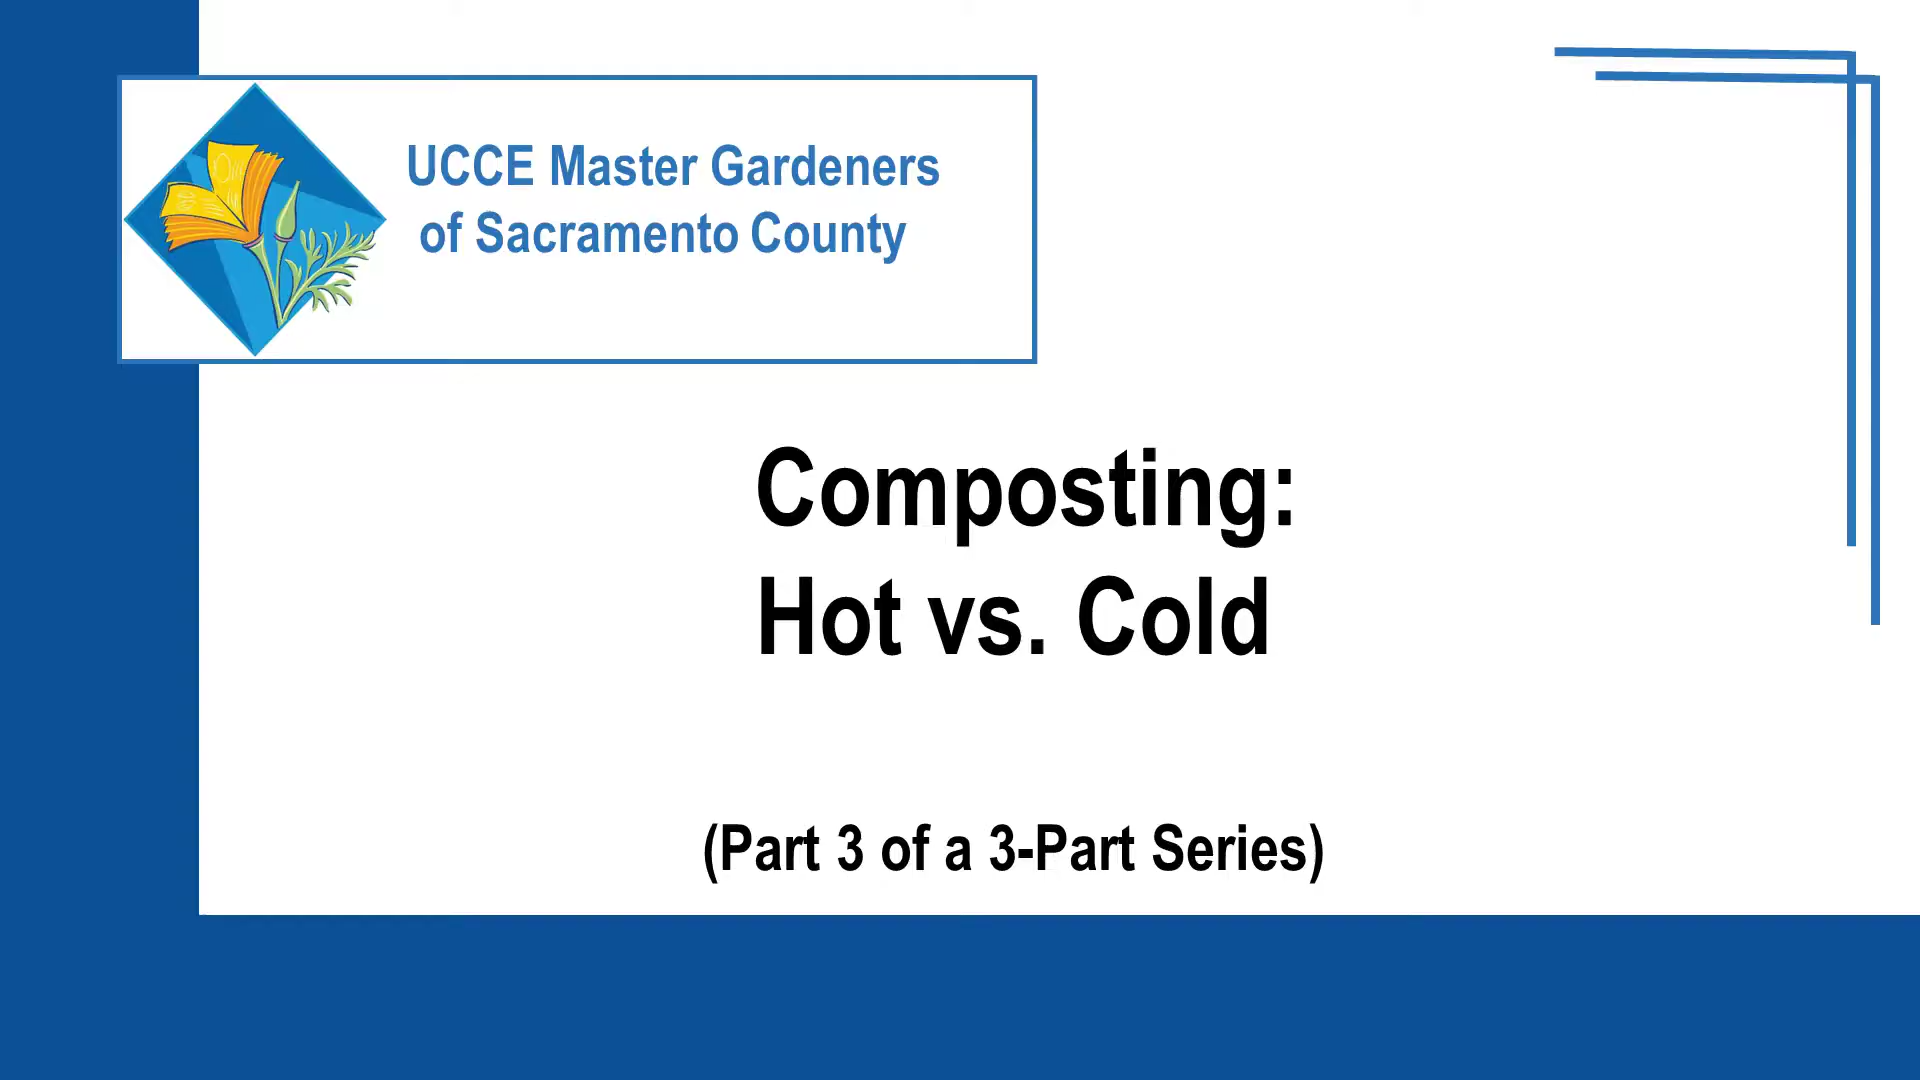 UCCE Master Gardeners
of Sacramento County
Composting:
Hot vs. Cold
(Part 3 of a 3-Part Series)